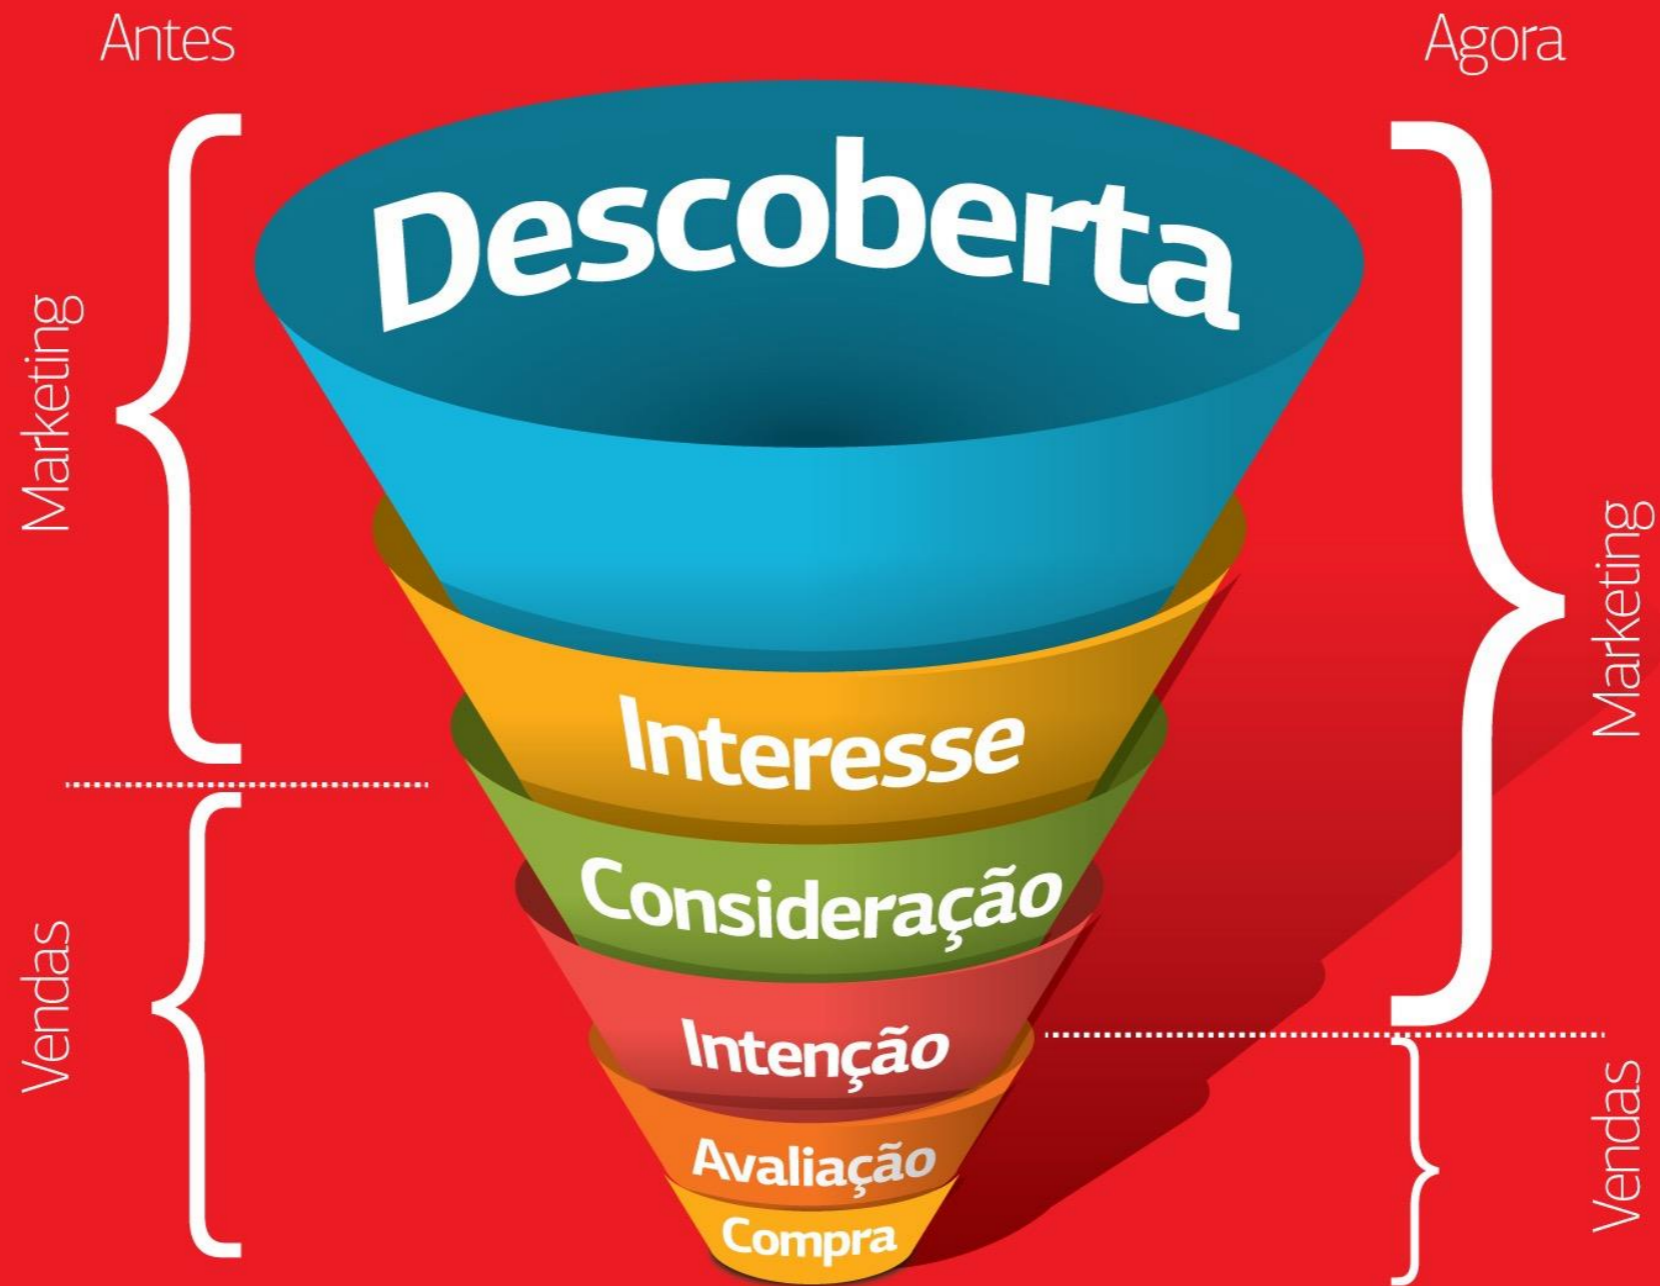 Antes
Agora
Marketing
Vendas
Descoberta
Interesse
Consideração
Intenção
Avaliação
Compra
Marketing
Vendas